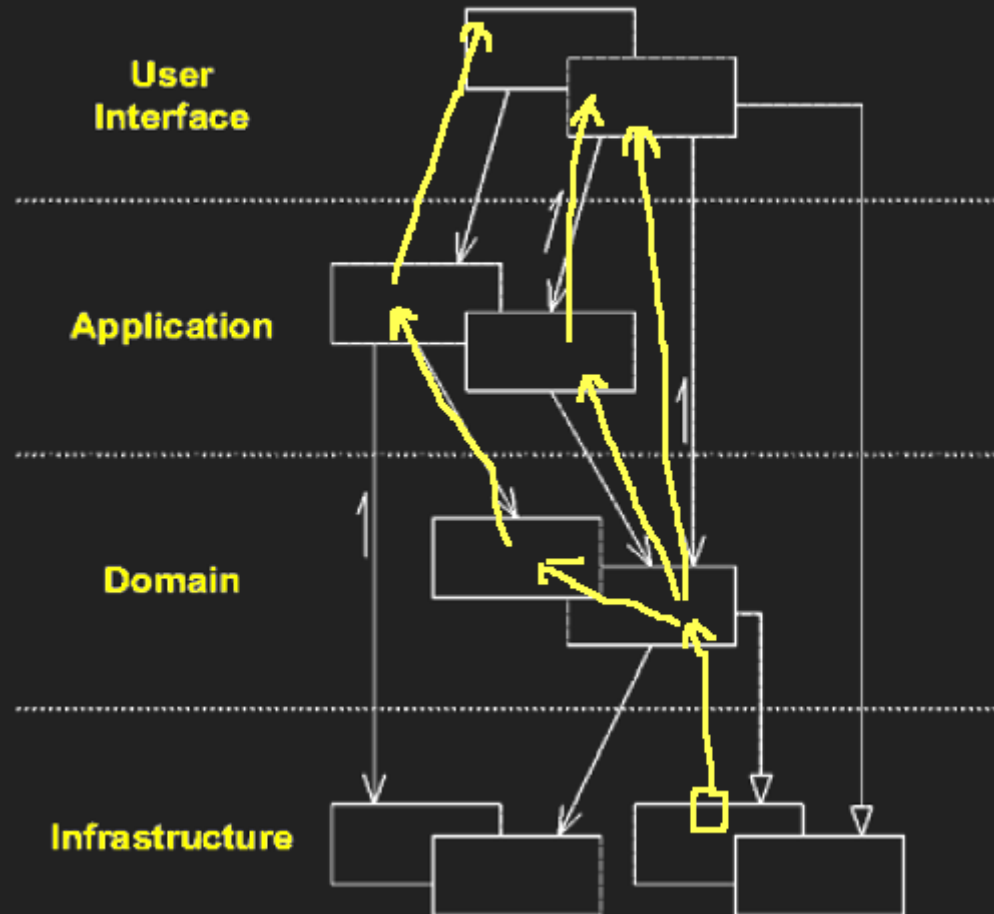 User
Interface
Application
Domain
Infrastructure